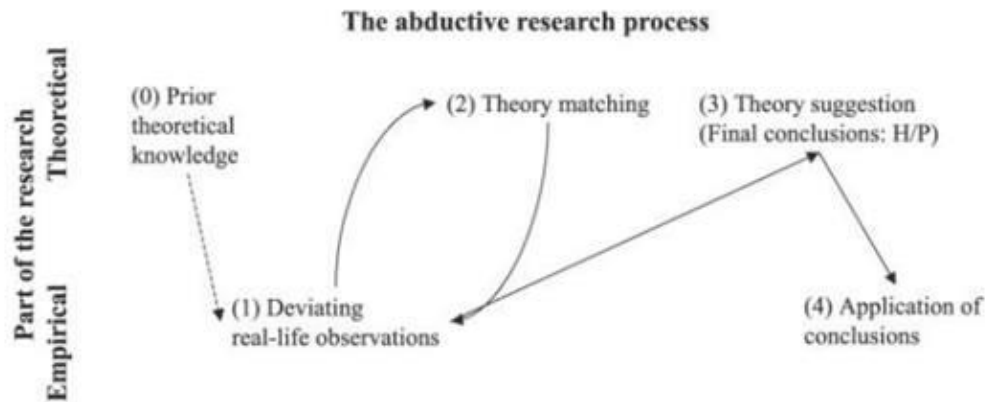 The abductive research process
Part of the research
Theoretical
Empirical
(0) Prior
theoretical
knowledge
(2) Theory matching
(3) Theory suggestion
(Final conclusions: H/P)
(1) Deviating
real-life observations
(4) Application of
conclusions